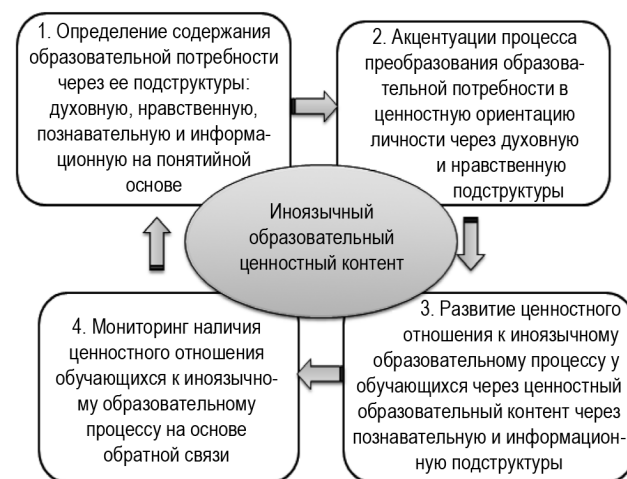 1. Определение содержания
образовательной потребности
через ее подструктуры:
духовную, нравственную,
познавательную и информа-
ционную на понятийной
основе
2. Акцентуации процесса
преобразования образова-
тельной потребности в
ценностную ориентацию
личности через духовную
и нравственную
подструктуры
Иноязычный
образовательный
ценностный контент
3. Развитие ценностного
отношения к иноязычному
образовательному процессу у
обучающихся через ценностный
образовательный контент через
познавательную и информацион-
ную подструктуры
4. Мониторинг наличия
ценностного отношения
обучающихся к иноязычно-
му образовательному
процессу на основе
обратной связи